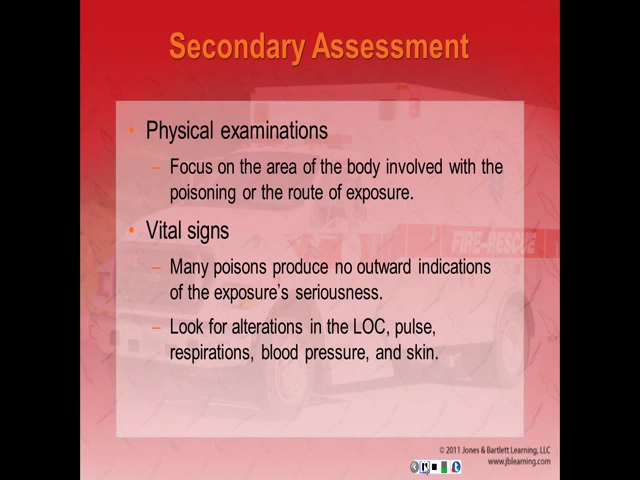 Secondary Assessment
• Physical examinations
– Focus on the area of the body involved with the
poisoning or the route of exposure.
• Vital signs
– Many poisons produce no outward indications
of the exposure's seriousness.
– Look for alterations in the LOC, pulse,
respirations, blood pressure, and skin.
FIRE-RESCUE
© 2011 Jones & Bartlett Learning, LLC
www.jblearning.com